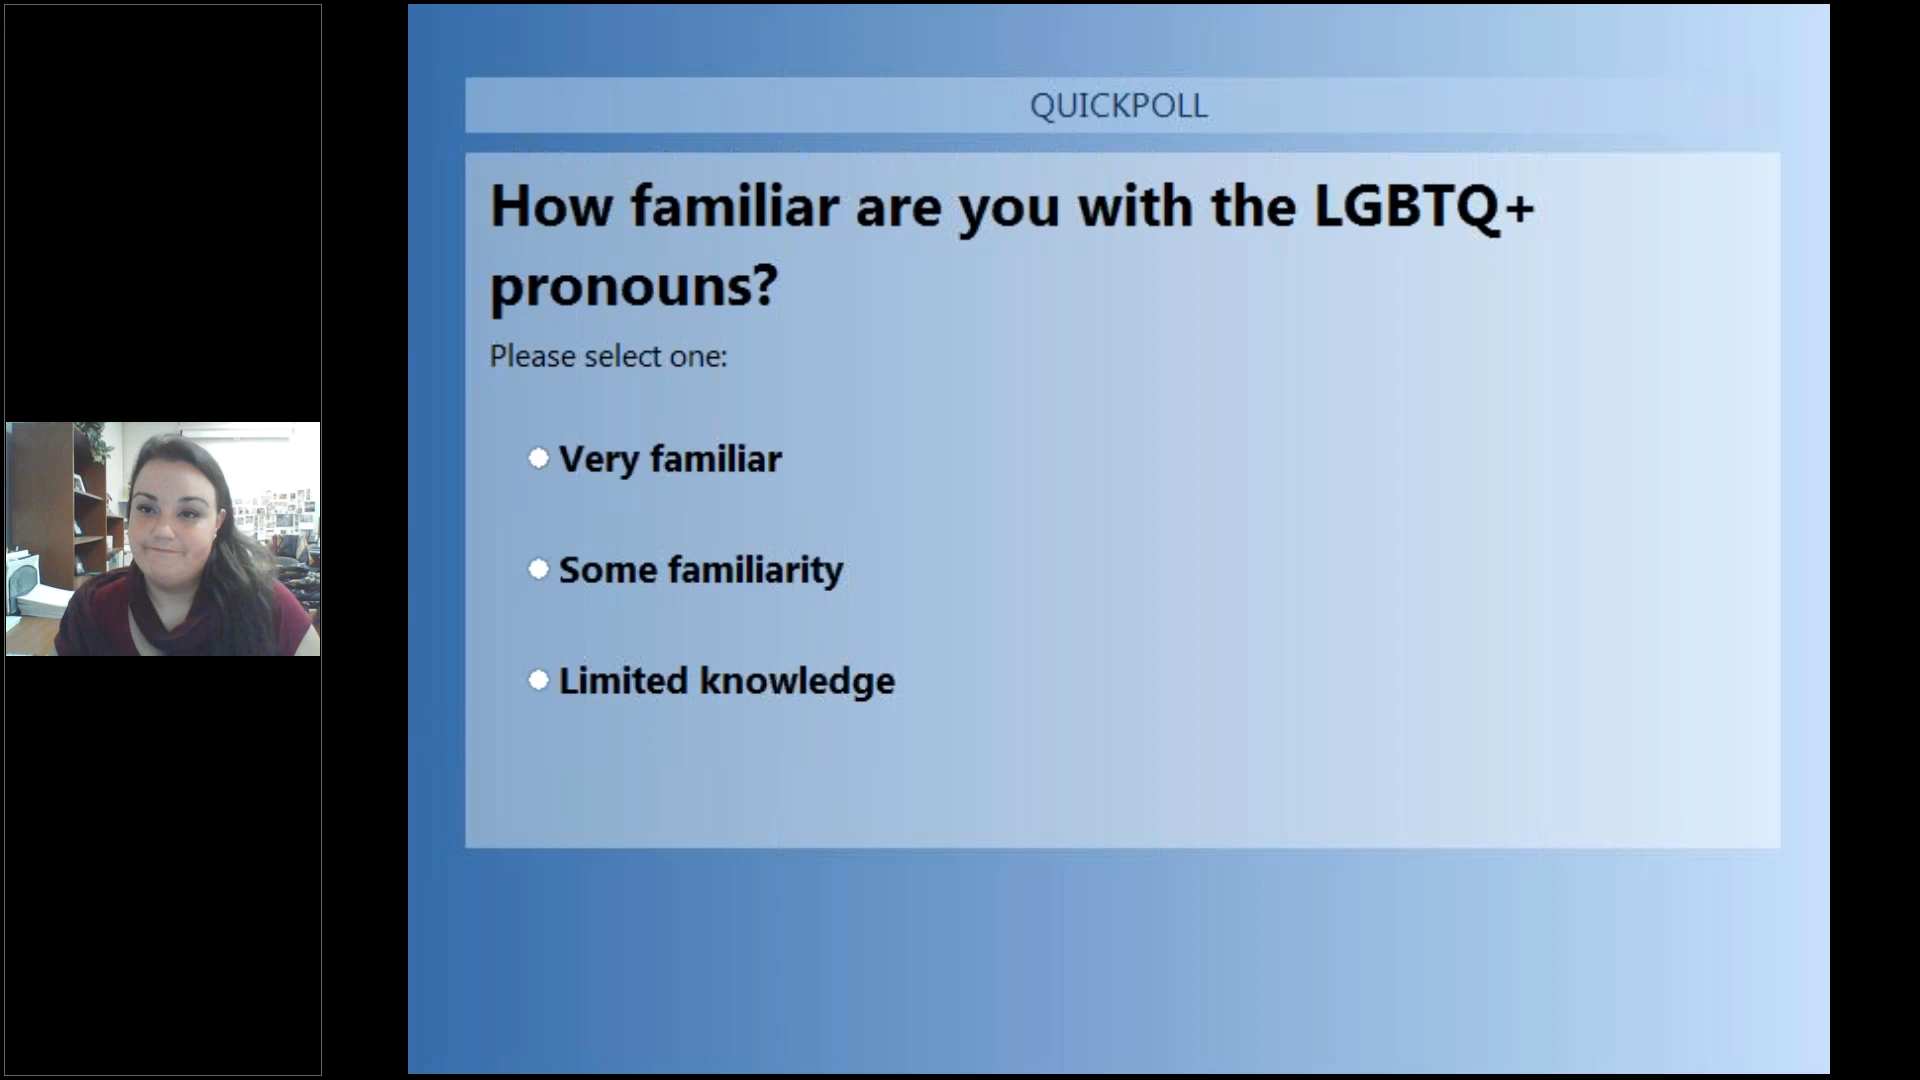 QUICKPOLL
How familiar are you with the LGBTQ+
pronouns?
Please select one:
Very familiar
Some familiarity
Limited knowledge